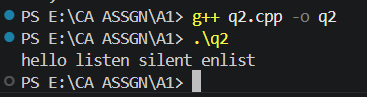 PS E:\CA ASSGN\A1> g++ q2.cpp -o q2
PS E:\CA ASSGN\A1> .\q2
hello listen silent enlist
PS E:\CA ASSGN\A1>